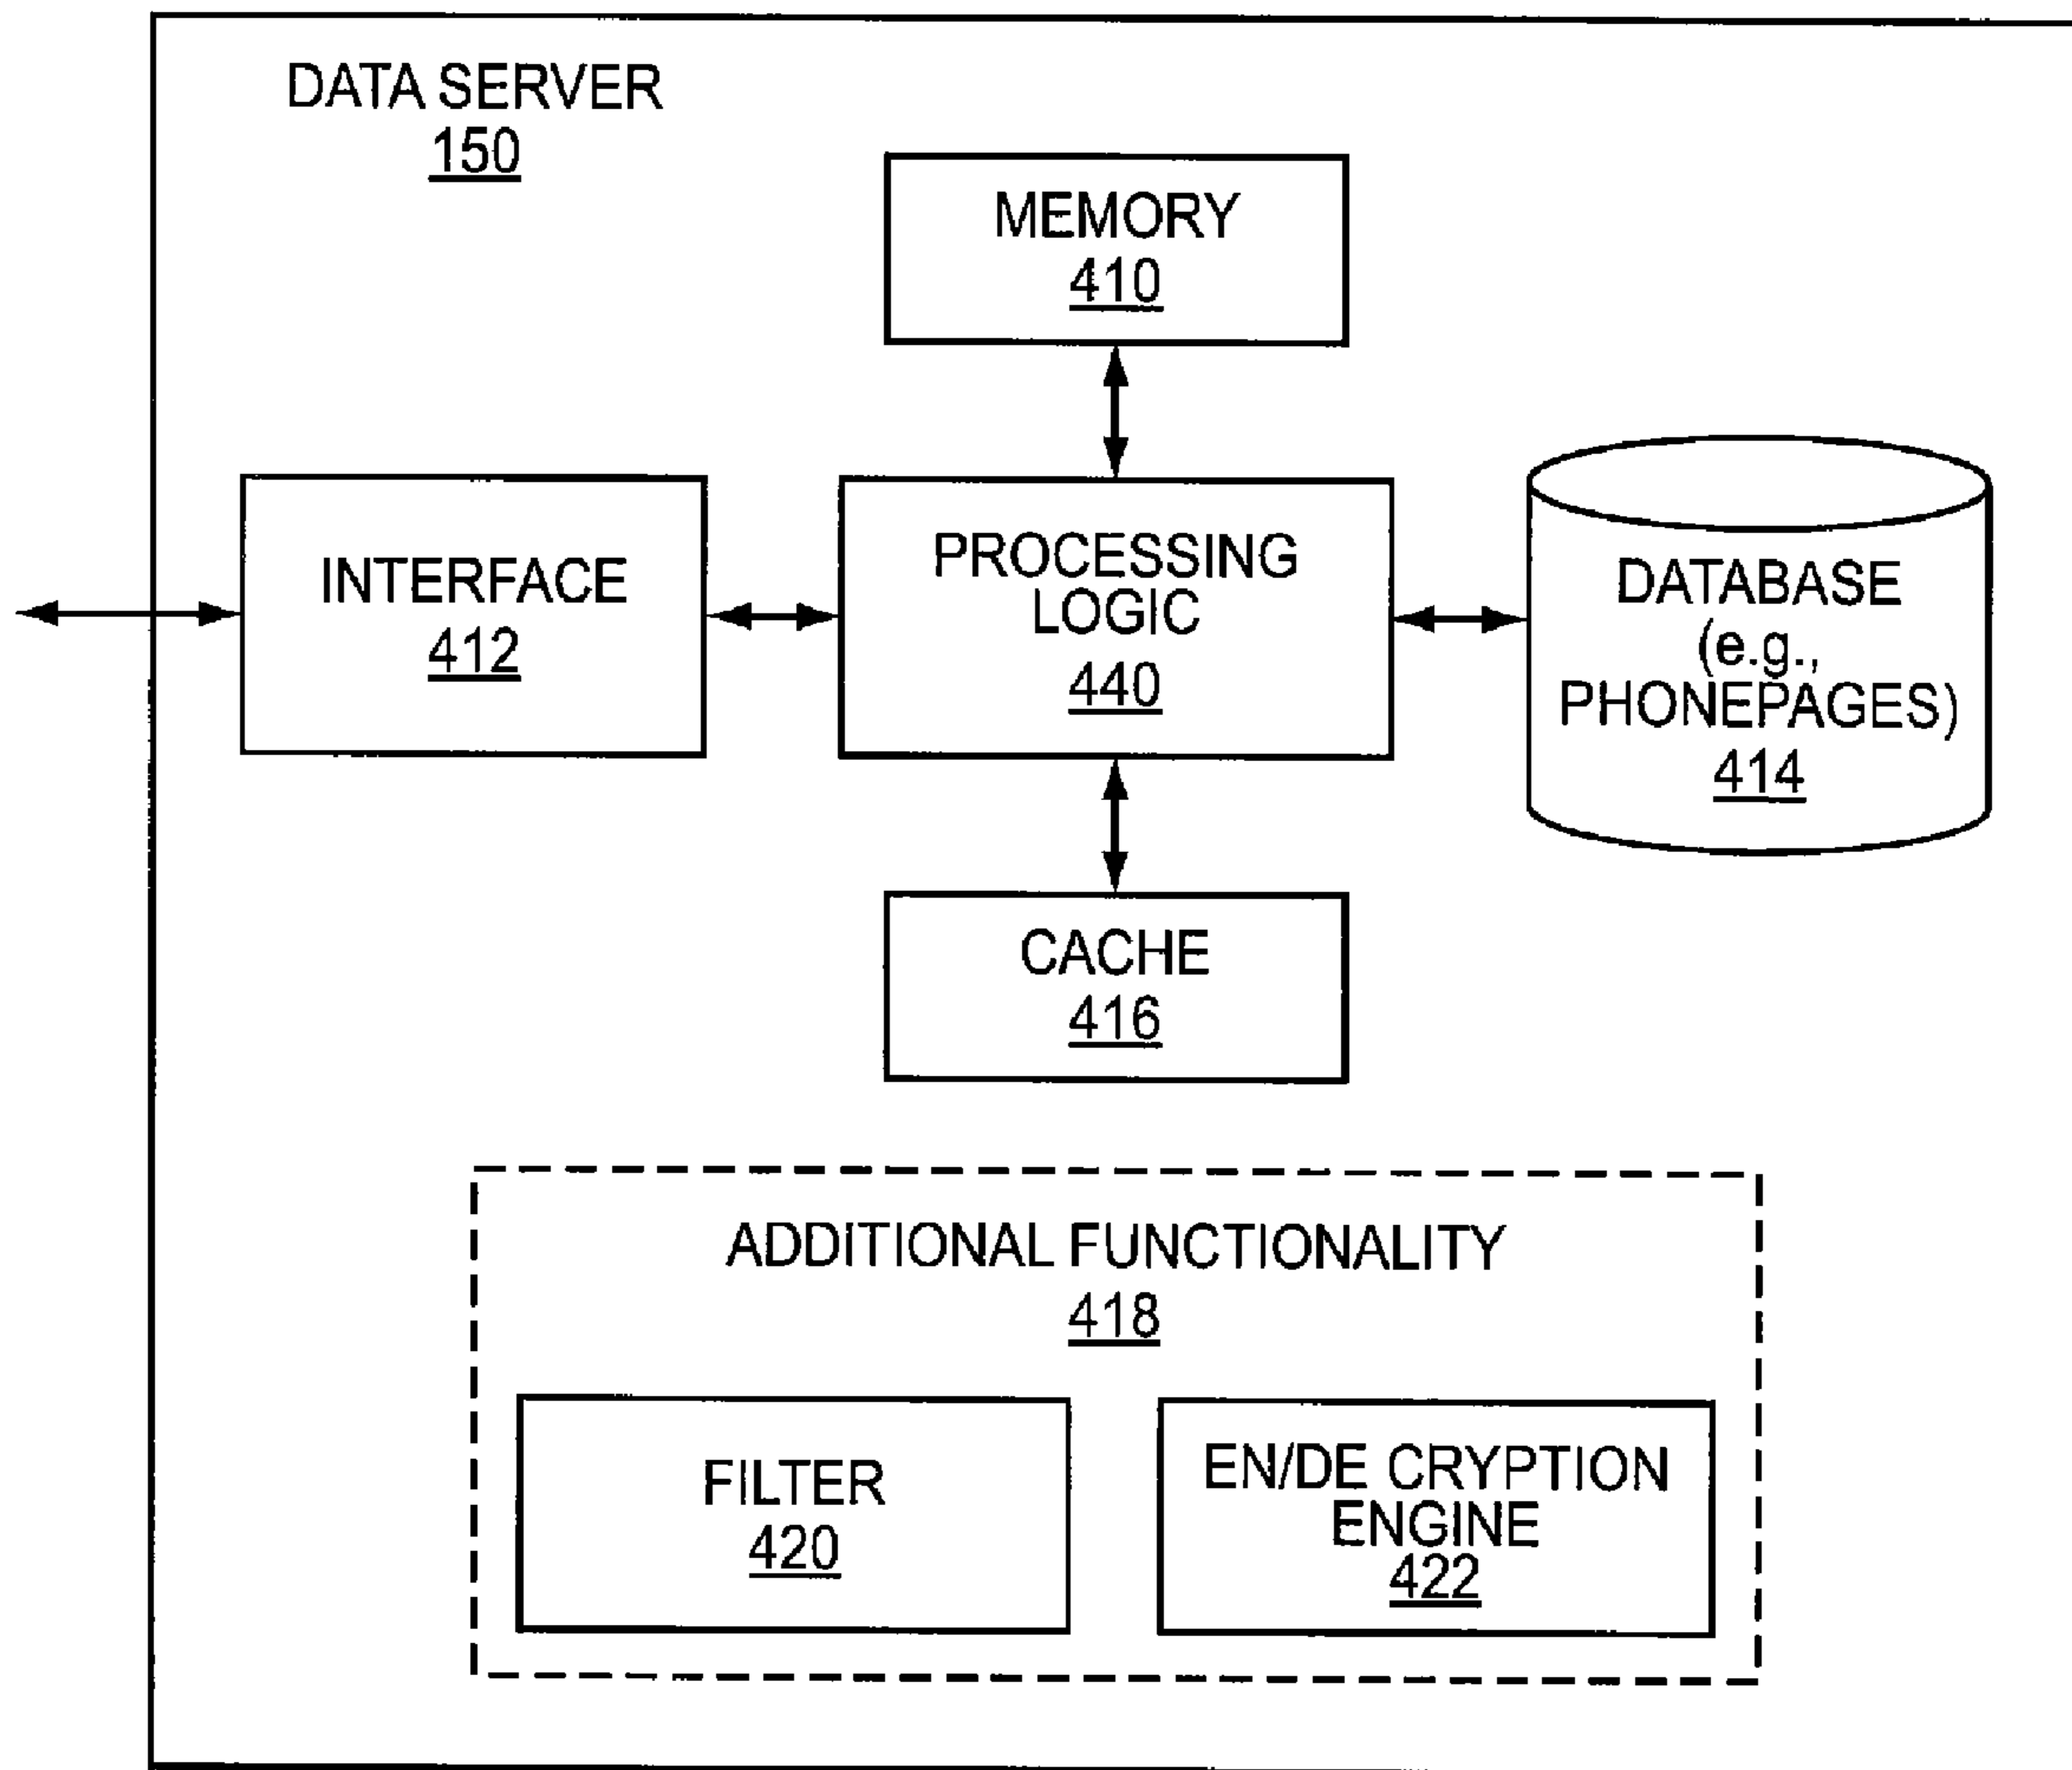 DATA SERVER
150
MEMORY
410
INTERFACE
412
PROCESSING
LOGIC
440
DATABASE
(e.g.,
PHONEPAGES)
414
CACHE
416
ADDITIONAL FUNCTIONALITY
418
FILTER
420
EN/DE CRYPTION
ENGINE
422